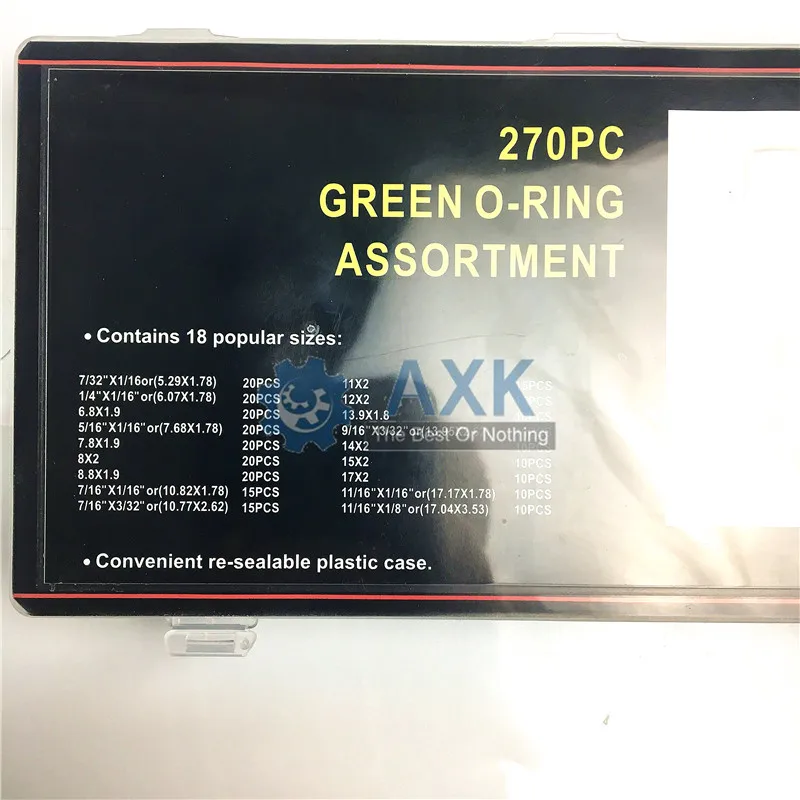 270PC
GREEN O-RING
ASSORTMENT
• Contains 18 popular sizes:
7/32"X1/16or(5.29X1.78) 20PCS 11X2
1/4"X1/16"or(6.07X1.78) 20PCS 12X2
6.8X1.9 20PCS 13.9X1.8
5/16"X1/16"or(7.68X1.78) 20PCS 9/16"X3/32"or(13.95
7.8X1.9 20PCS 14X2
8X2 20PCS 15X2 10PCS
8.8X1.9 20PCS 17X2 10PCS
7/16"X1/16"or(10.82X1.78) 15PCS 11/16"X1/16"or(17.17X1.78) 10PCS
7/16"X3/32"or(10.77X2.62) 15PCS 11/16"X1/8"or(17.04X3.53) 10PCS
AXK
The Best Or Nothing
• Convenient re-sealable plastic case.